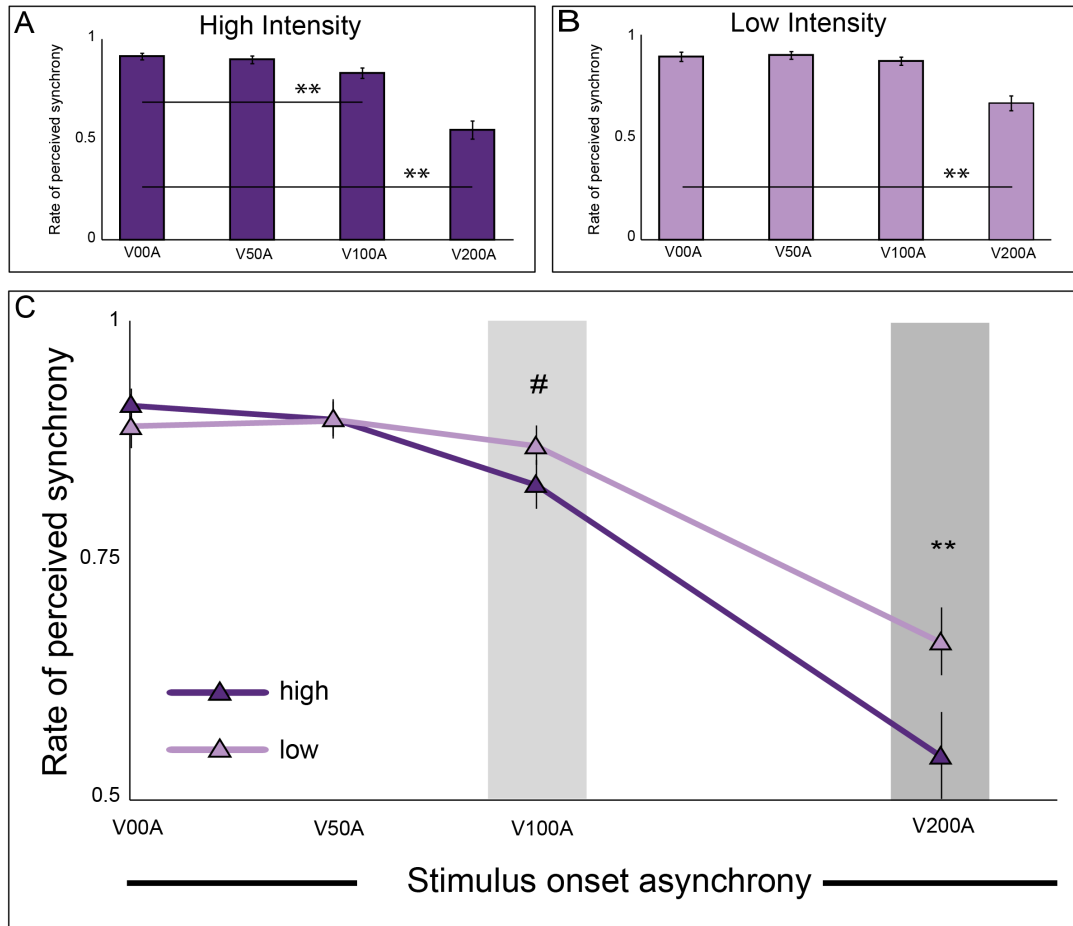 A
High Intensity
Rate of perceived synchrony
1
0.5
0
**
**
V00A V50A V100A V200A
B
Low Intensity
Rate of perceived synchrony
1
0.5
0
**
V00A V50A V100A V200A
C
Rate of perceived synchrony
1
0.75
0.5
#
**
high
low
V00A V50A V100A V200A
Stimulus onset asynchrony